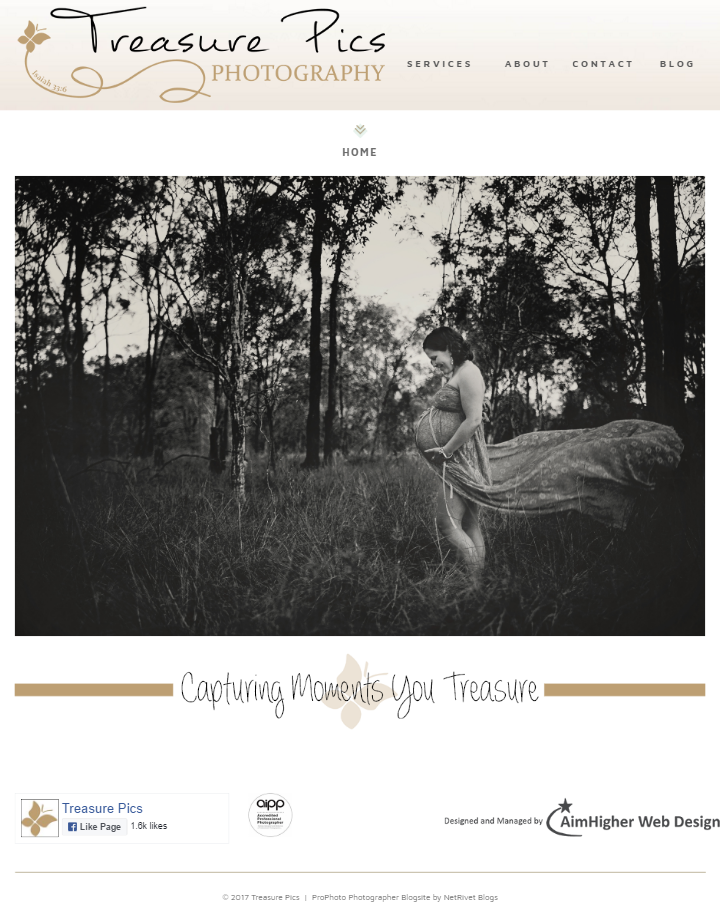 Treasure Pics
PHOTOGRAPHY
Isaiah 33:6
SERVICES ABOUT CONTACT BLOG
HOME
Capturing Moments You Treasure
Treasure Pics
Like Page 1.6k likes
aipp
Accredited
Professional
Photographer
Designed and Managed by AimHigher Web Design
© 2017 Treasure Pics | ProPhoto Photographer Blogsite by NetRivet Blogs